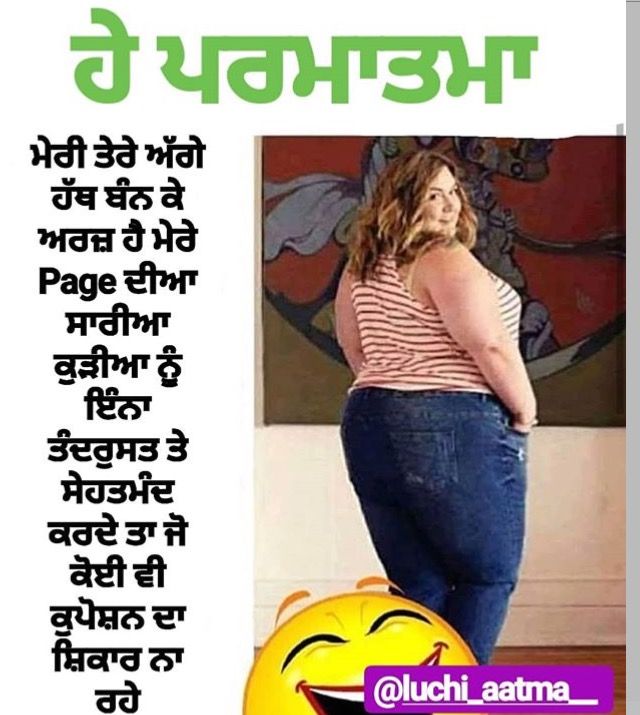 ਹੇ ਪਰਮਾਤਮਾ
ਮੇਰੀ ਤੇਰੇ ਅੱਗੇ
ਹੱਥ ਬੰਨ ਕੇ
ਅਰਜ਼ ਹੈ ਮੇਰੇ
Page ਦੀਆ
ਸਾਰੀਆ
ਕੁੜੀਆ ਨੂੰ
ਇੰਨਾ
ਤੰਦਰੁਸਤ ਤੇ
ਸੇਹਤਮੰਦ
ਕਰਦੇ ਤਾ ਜੋ
ਕੋਈ ਵੀ
ਕੁਪੋਸ਼ਨ ਦਾ
ਸ਼ਿਕਾਰ ਨਾ
ਰਹੇ
@luchi_aatma__